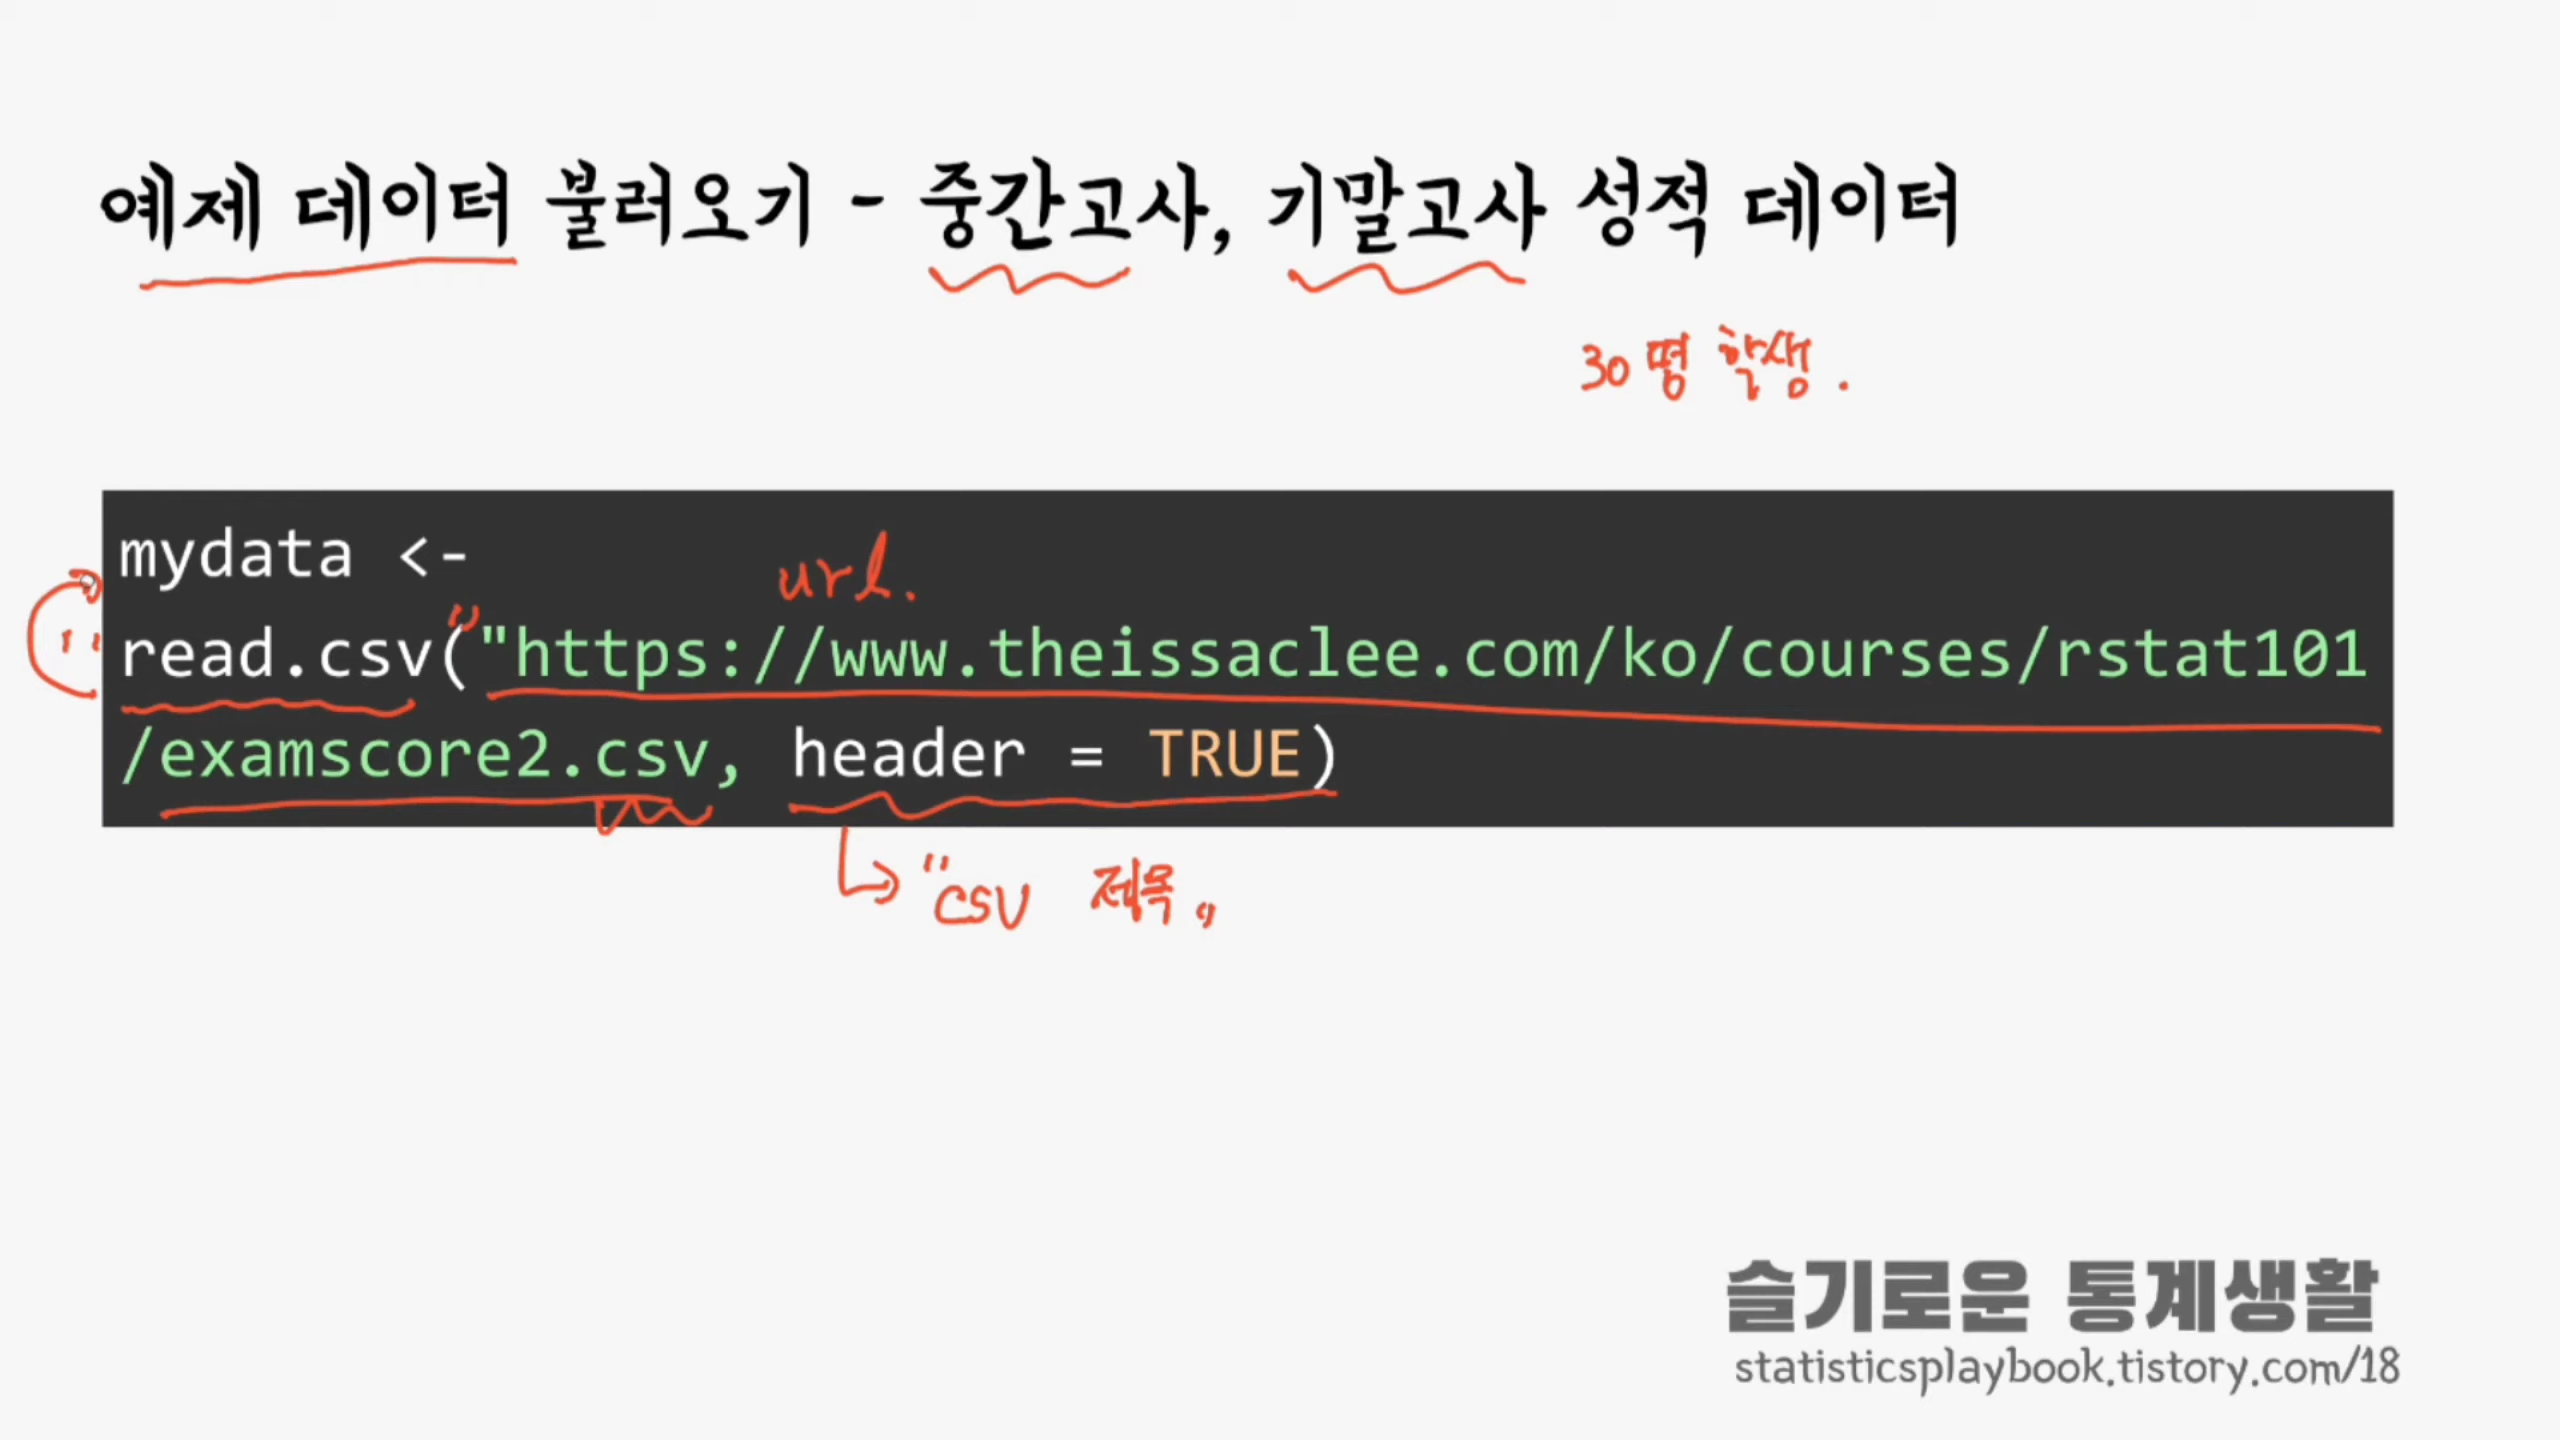 예제 데이터 불러오기 - 중간고사, 기말고사 성적 데이터
30명 학생.
mydata <-
url.
read.csv("https://www.theissaclee.com/ko/courses/rstat101
/examscore2.csv, header = TRUE)
"csv 제목"
슬기로운 통계생활
statisticsplaybook.tistory.com/18